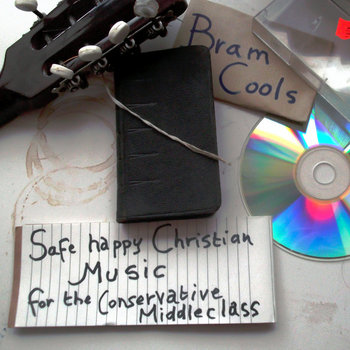 Bram
Cools
Safe happy Christian
Music
for the Conservative
Middleclass